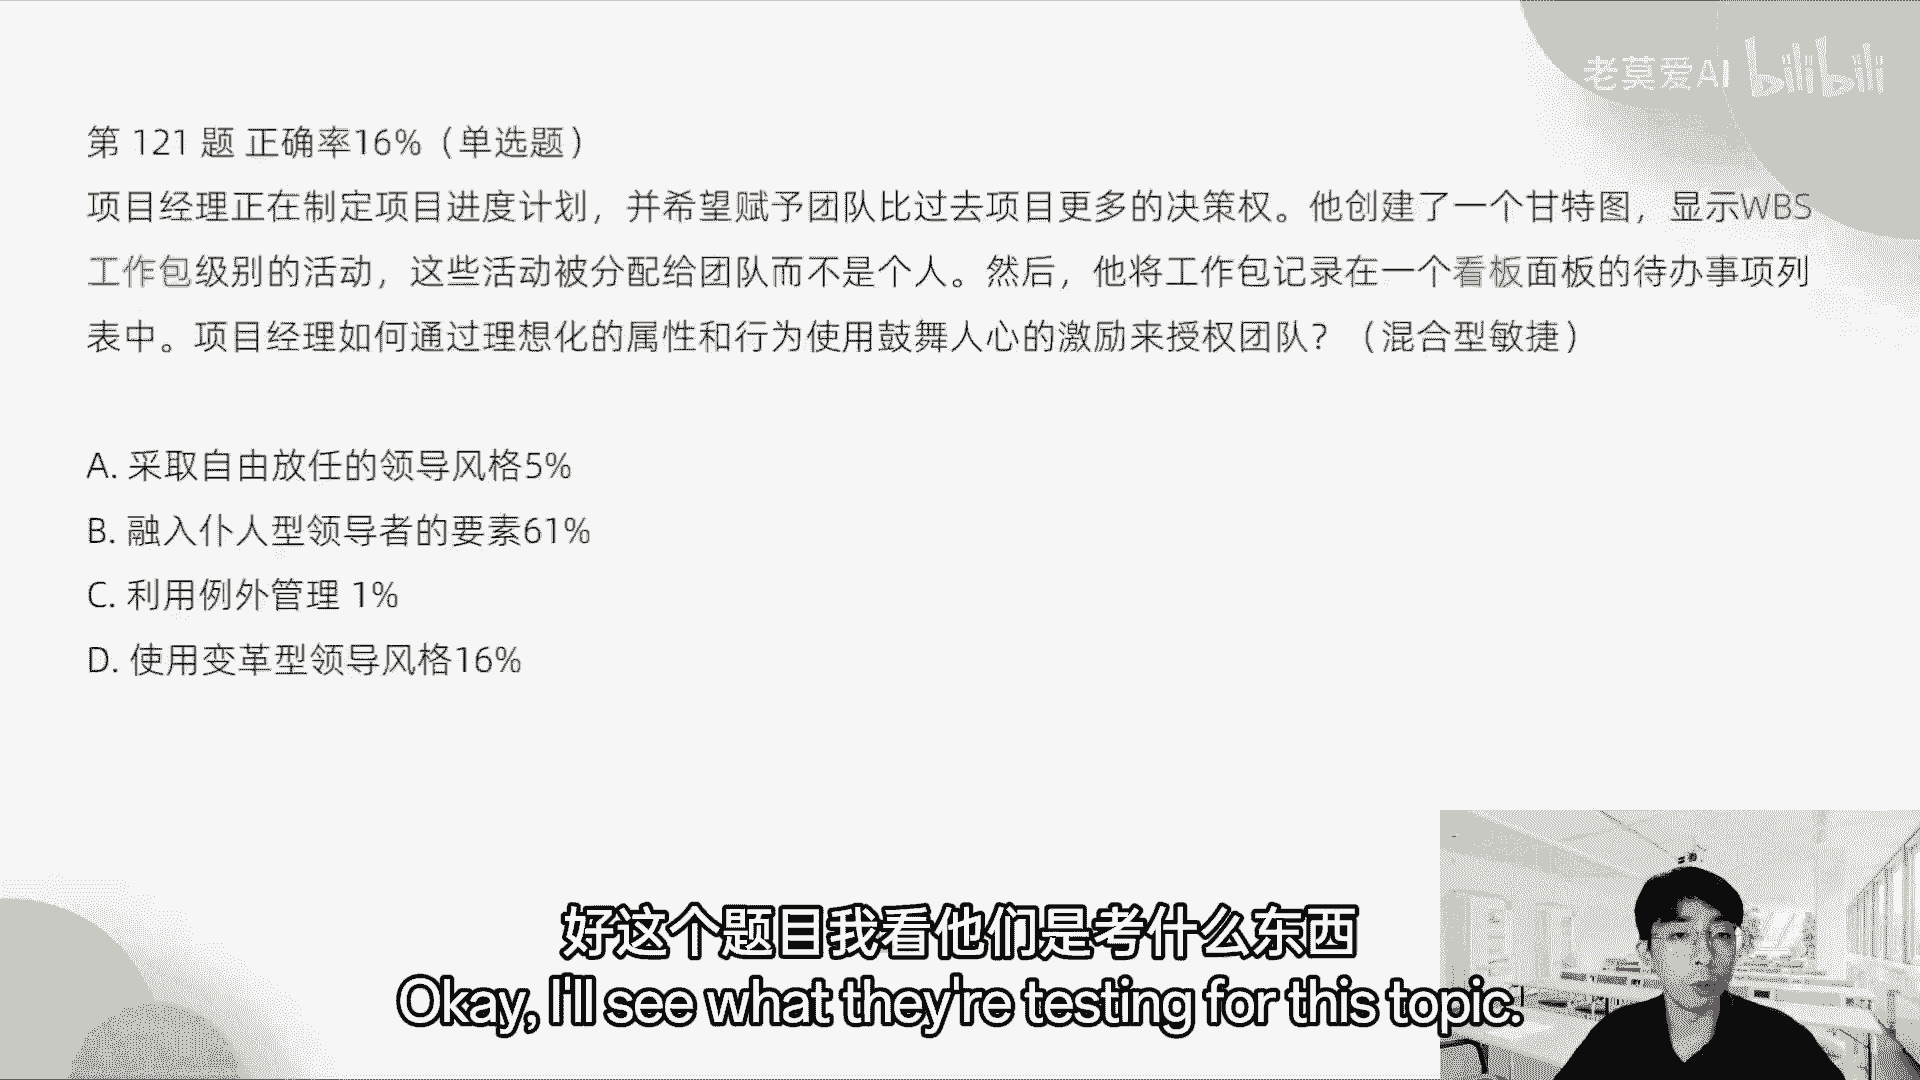 老莫爱AI bilibili
第 121 题 正确率16%（单选题）
项目经理正在制定项目进度计划，并希望赋予团队比过去项目更多的决策权。他创建了一个甘特图，显示WBS
工作包级别的活动，这些活动被分配给团队而不是个人。然后，他将工作包记录在一个看板面板的待办事项列
表中。项目经理如何通过理想化的属性和行为使用鼓舞人心的激励来授权团队？（混合型敏捷）
A. 采取自由放任的领导风格5%
B. 融入仆人型领导者的要素61%
C. 利用例外管理 1%
D. 使用变革型领导风格16%
好这个题目我看他们是考什么东西
Okay, I'll see what they're testing for this topic.